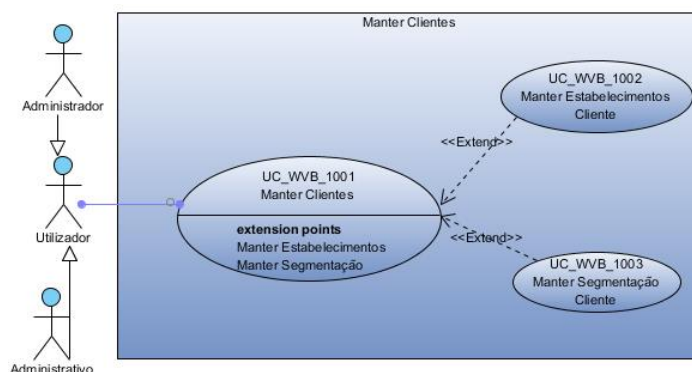 Manter Clientes
Administrador
Utilizador
Administrativo
UC_WVB_1001
Manter Clientes
extension points
Manter Estabelecimentos
Manter Segmentação
<<Extend>>
UC_WVB_1002
Manter Estabelecimentos
Cliente
<<Extend>>
UC_WVB_1003
Manter Segmentação
Cliente